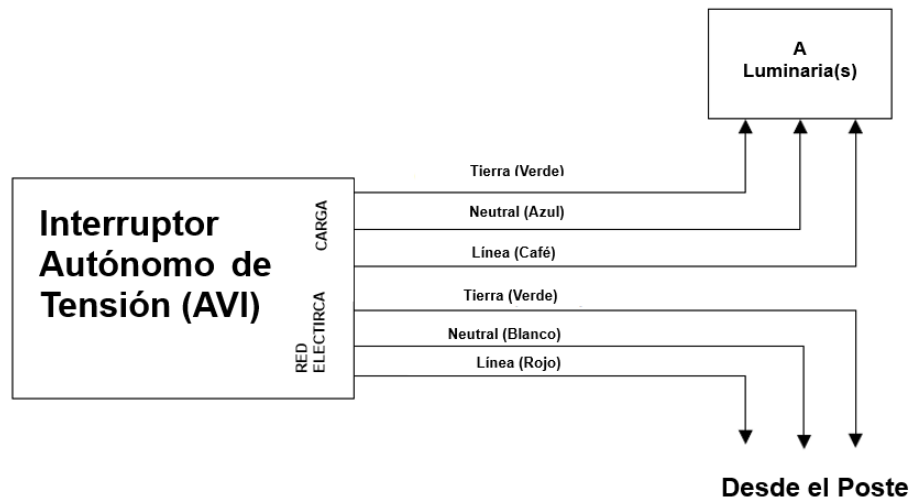 A
Luminaria(s)
Tierra (Verde)
Neutral (Azul)
Línea (Café)
Interruptor
Autónomo de
Tensión (AVI)
CARGA
RED
ELECTIRCA
Tierra (Verde)
Neutral (Blanco)
Línea (Rojo)
Desde el Poste